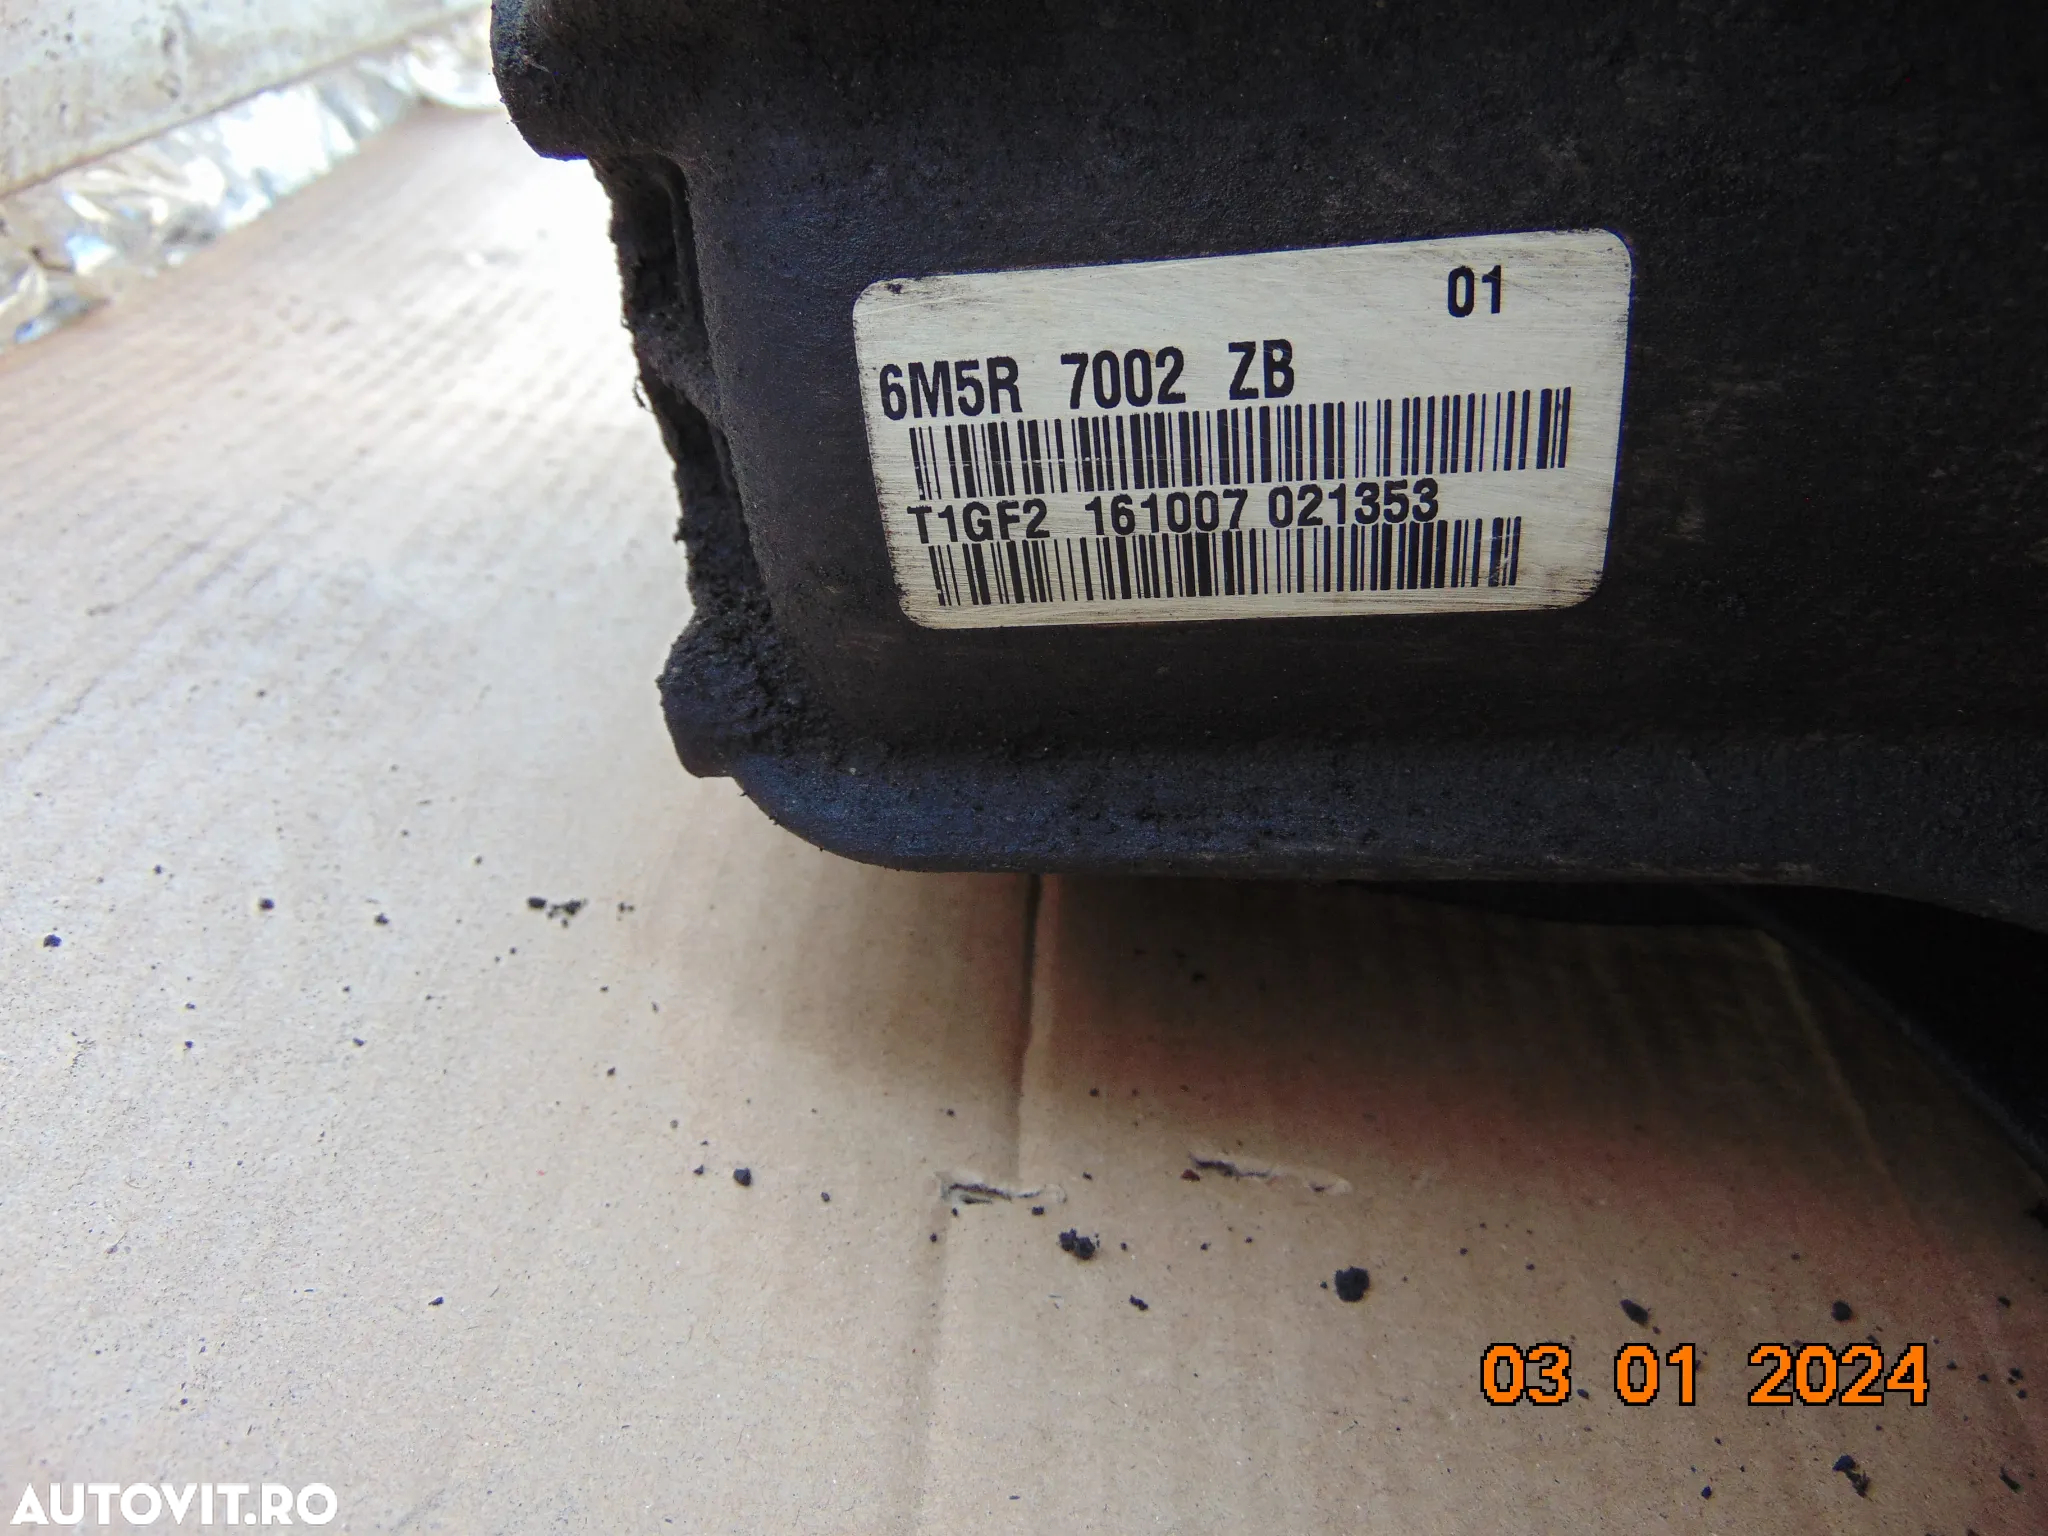 01
6M5R 7002 ZB
T1GF2 161007 021353
03 01 2024
AUTOVIT.RO